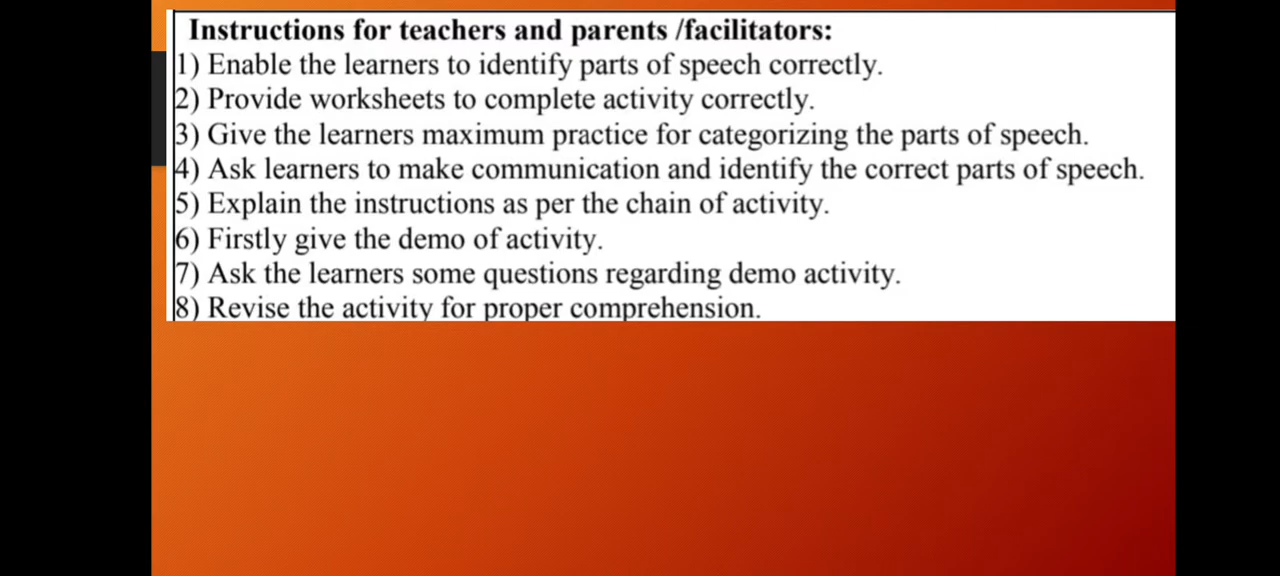 Instructions for teachers and parents /facilitators:
1) Enable the learners to identify parts of speech correctly.
2) Provide worksheets to complete activity correctly.
3) Give the learners maximum practice for categorizing the parts of speech.
4) Ask learners to make communication and identify the correct parts of speech.
5) Explain the instructions as per the chain of activity.
6) Firstly give the demo of activity.
7) Ask the learners some questions regarding demo activity.
8) Revise the activity for proper comprehension.